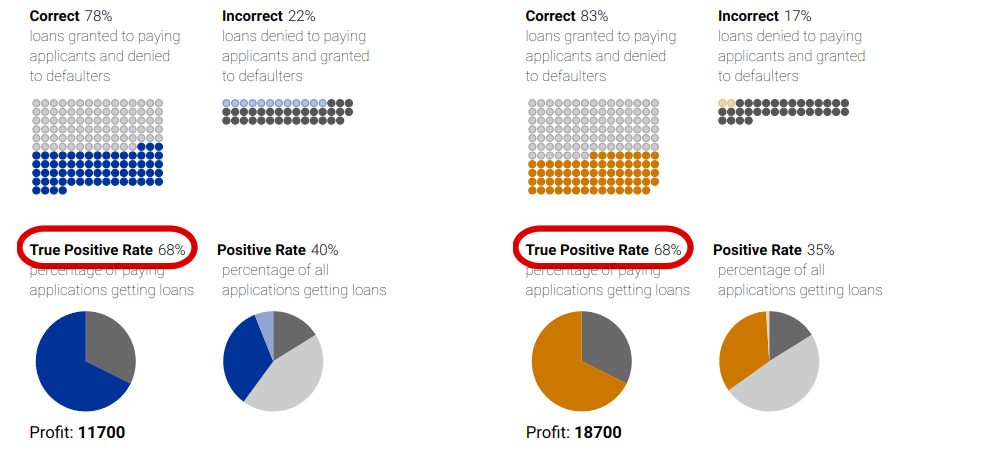 Correct 78%
loans granted to paying
applicants and denied
to defaulters
Incorrect 22%
loans denied to paying
applicants and granted
to defaulters
True Positive Rate 68%
percentage of paying
applications getting loans
Positive Rate 40%
percentage of all
applications getting loans
Profit: 11700
Correct 83%
loans granted to paying
applicants and denied
to defaulters
Incorrect 17%
loans denied to paying
applicants and granted
to defaulters
True Positive Rate 68%
percentage of paying
applications getting loans
Positive Rate 35%
percentage of all
applications getting loans
Profit: 18700